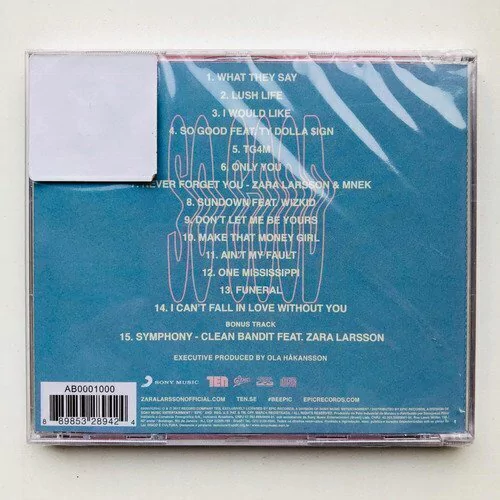 1. WHAT THEY SAY
2. LUSH LIFE
3. I WOULD LIKE
4. SO GOOD FEAT. TY DOLLA $IGN
5. TG4M
6. ONLY YOU
7. NEVER FORGET YOU - ZARA LARSSON & MNEK
8. SUNDOWN FEAT. WIZKID
9. DON'T LET ME BE YOURS
10. MAKE THAT MONEY GIRL
11. AIN'T MY FAULT
12. ONE MISSISSIPPI
13. FUNERAL
14. I CAN'T FALL IN LOVE WITHOUT YOU
BONUS TRACK
15. SYMPHONY - CLEAN BANDIT FEAT. ZARA LARSSON
EXECUTIVE PRODUCED BY OLA HÅKANSSON
SONY MUSIC TEN epic
AB0001000
8 89853 28942 4
ZARALARSSONOFFICIAL.COM TEN.SE #BEEPIC EPICRECORDS.COM